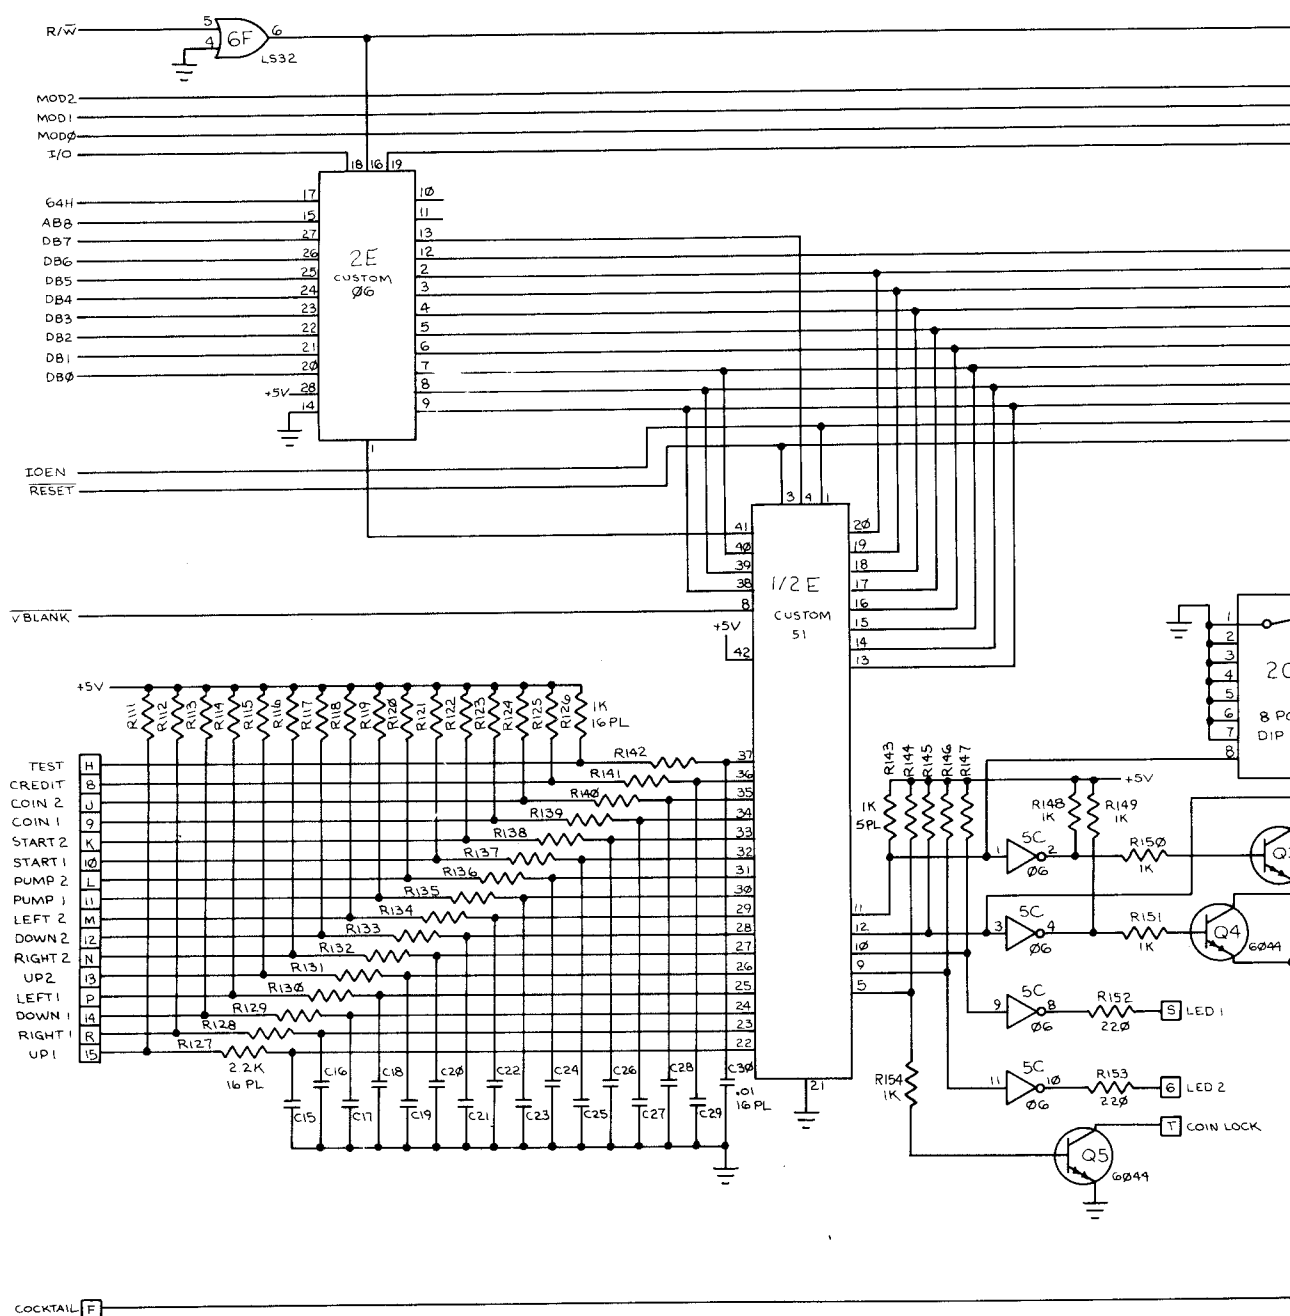 R/W
5
4
6F
6
LS32
MOD2
MOD1
MODØ
I/O
18 16 19
64H 17
AB8 15
DB7 27
DB6 26
DB5 25
DB4 24
DB3 23
DB2 22
DB1 21
DBØ 20
+5V 28
14
2E
CUSTOM
Ø6
10
11
13
12
2
3
4
5
6
7
8
9
1
IOEN
RESET
VBLANK
3 4 1
41
40
39
38
8
+5V
42
1/2 E
CUSTOM
51
20
19
18
17
16
15
14
13
1
2
3
4
5
6
7
8
2C
8 PO
DIP
+5V
R111
R112
R113
R114
R115
R116
R117
R118
R119
R12Ø
R121
R122
R123
R124
R125
R126
1K
16 PL
TEST H R142 37
CREDIT 8 R141 36
COIN 2 J R14Ø 35
COIN 1 9 R139 34
START 2 K R138 33
START 1 1Ø R137 32
PUMP 2 L R136 31
PUMP 1 11 R135 30
LEFT 2 M R134 29
DOWN 2 12 R133 28
RIGHT 2 N R132 27
UP2 13 R131 26
LEFT 1 P R13Ø 25
DOWN 1 14 R129 24
RIGHT 1 R R128 23
UP 1 15 R127 22
2.2K
16 PL
C15
C16
C17
C18
C19
C2Ø
C21
C22
C23
C24
C25
C26
C27
C28
C29
C3Ø
.01
16 PL
21
R143
R144
R145
R146
R147
1K
5PL
+5V
R148
1K
R149
1K
11
12
10
9
5
1 5C 2
Ø6
R15Ø
1K
3 5C 4
Ø6
R151
1K
Q4
6Ø44
9 5C 8
Ø6
R152
22Ø
S LED 1
11 5C 1Ø
Ø6
R153
22Ø
6 LED 2
R154
1K
T COIN LOCK
Q5
6Ø44
COCKTAIL F